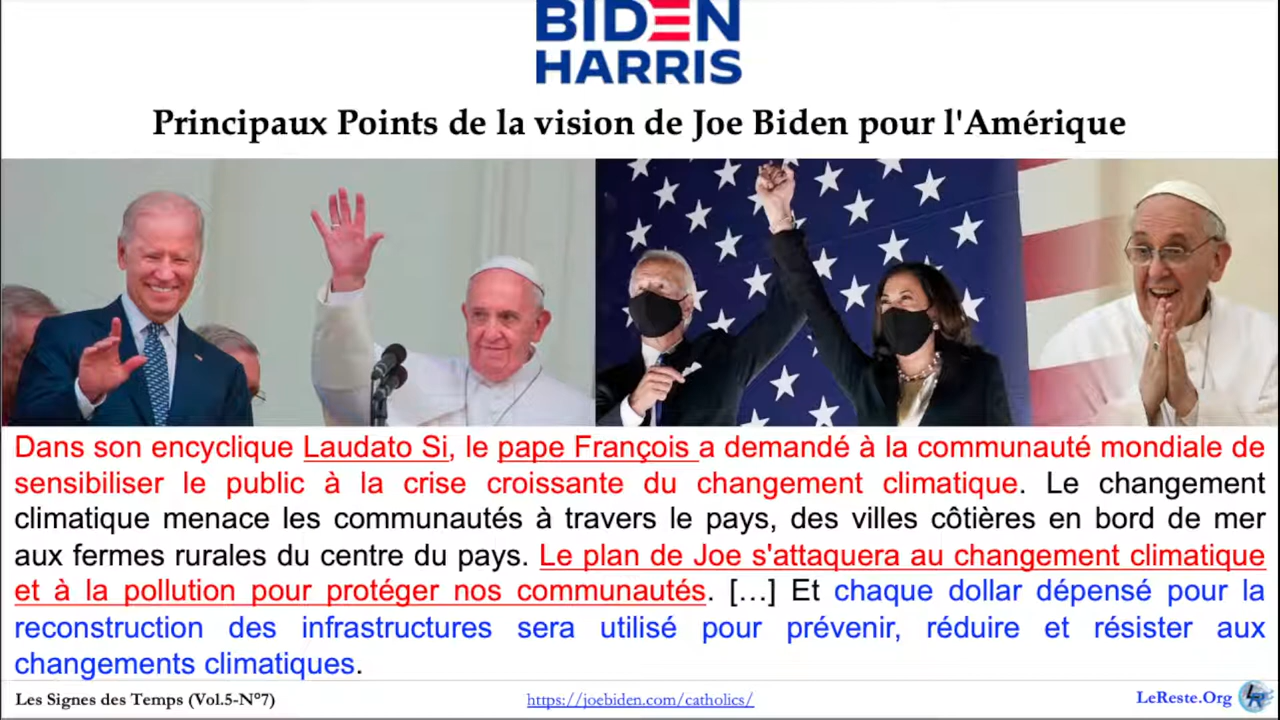 BIDEN
HARRIS
Principaux Points de la vision de Joe Biden pour l'Amérique
Dans son encyclique Laudato Si, le pape François a demandé à la communauté mondiale de
sensibiliser le public à la crise croissante du changement climatique. Le changement
climatique menace les communautés à travers le pays, des villes côtières en bord de mer
aux fermes rurales du centre du pays. Le plan de Joe s'attaquera au changement climatique
et à la pollution pour protéger nos communautés. […] Et chaque dollar dépensé pour la
reconstruction des infrastructures sera utilisé pour prévenir, réduire et résister aux
changements climatiques.
Les Signes des Temps (Vol.5-N°7) https://joebiden.com/catholics/ LeReste.Org